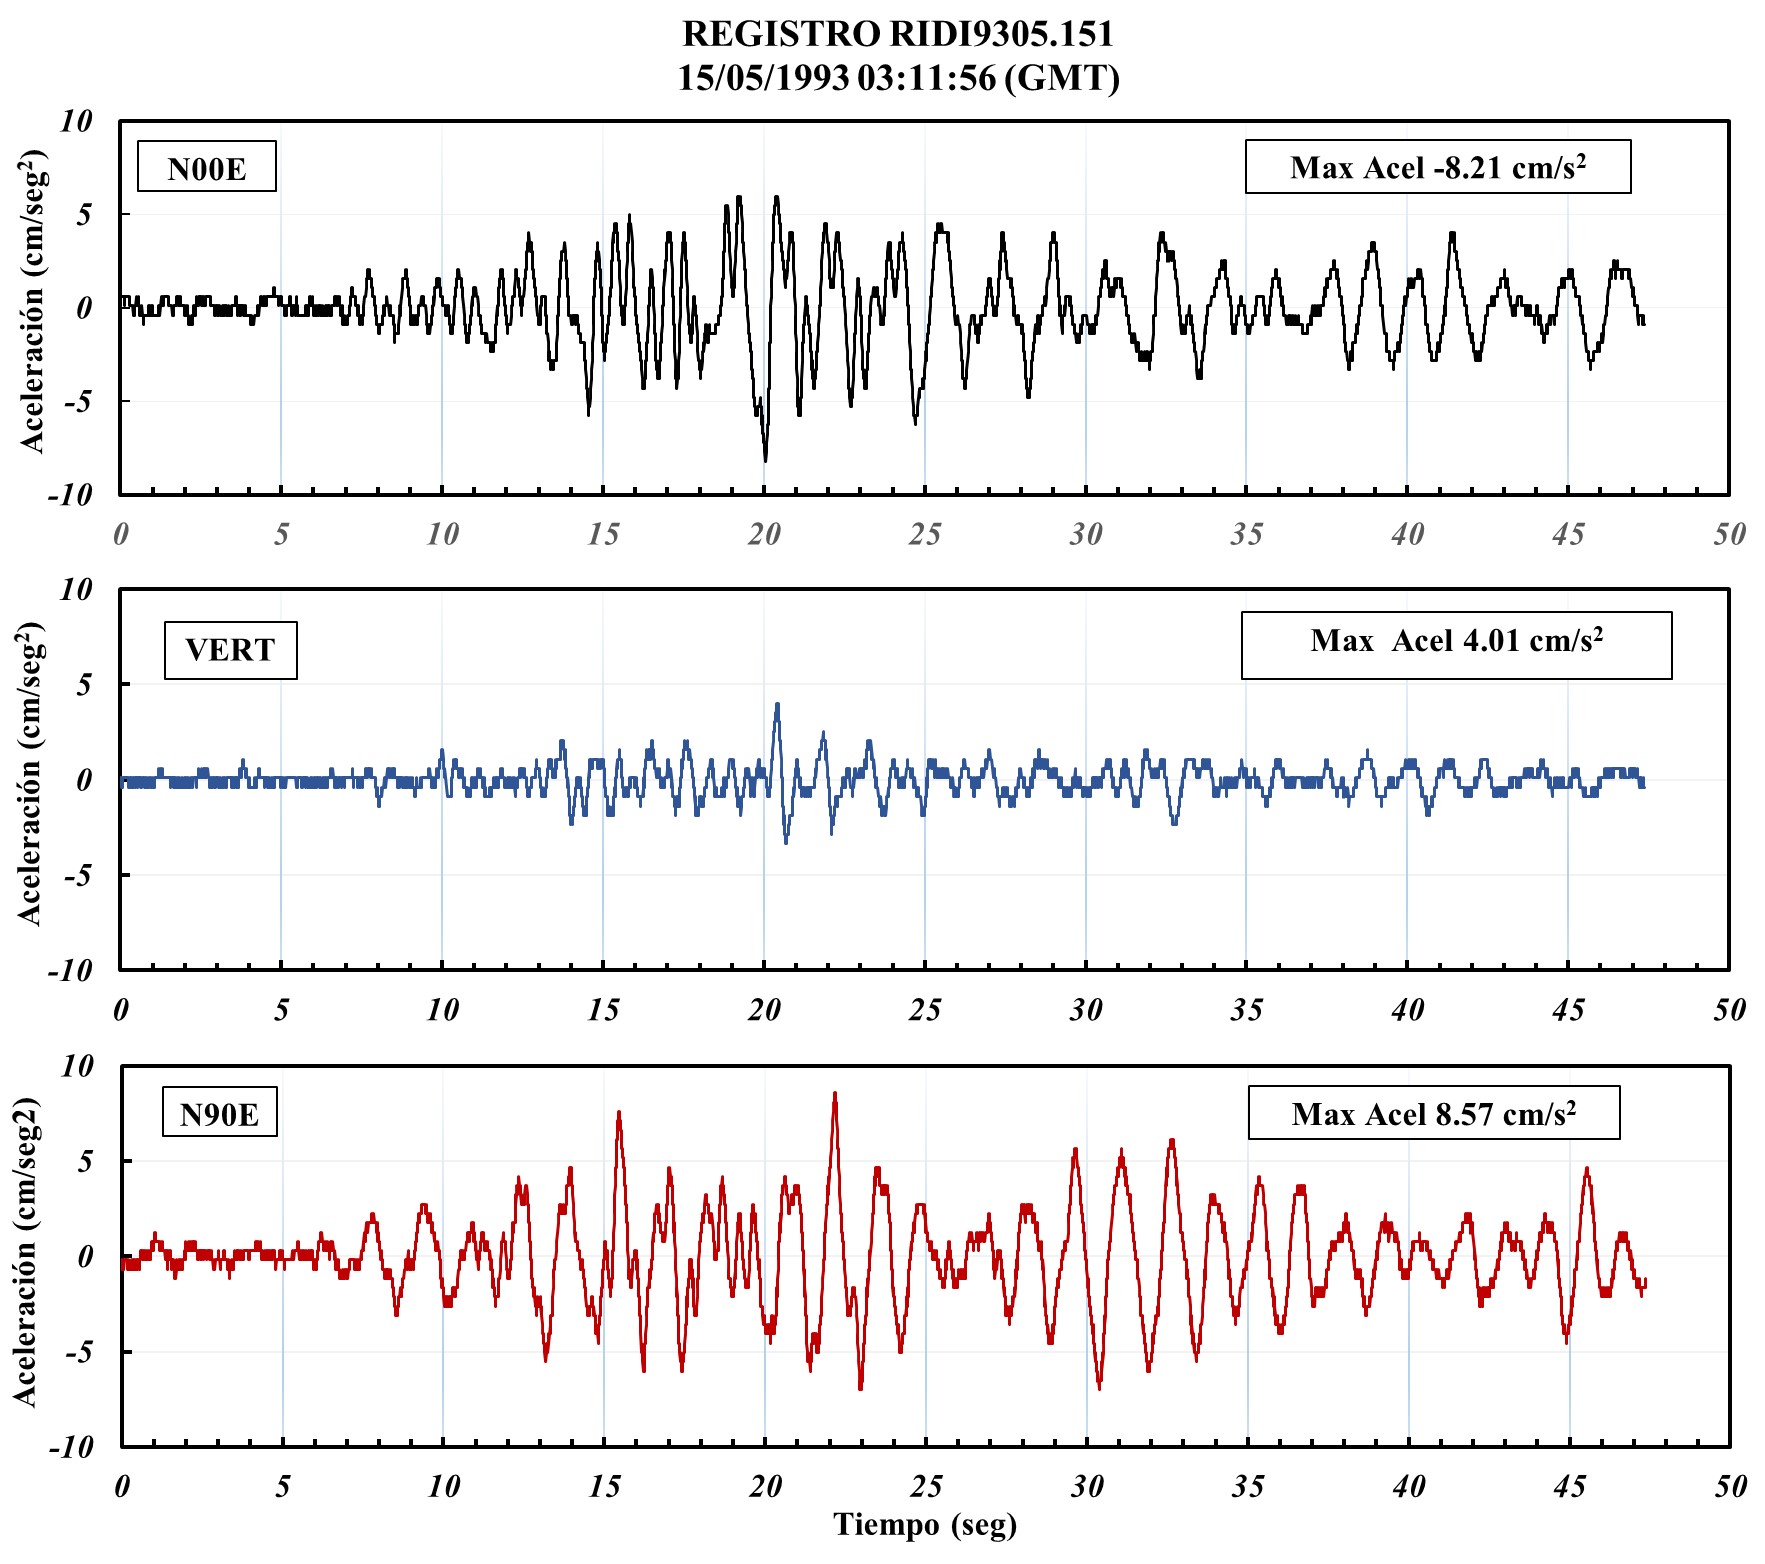 REGISTRO RIDI9305.151
15/05/1993 03:11:56 (GMT)
Aceleración (cm/seg²)
10
5
0
-5
-10
N00E
Max Acel -8.21 cm/s²
0 5 10 15 20 25 30 35 40 45 50
Aceleración (cm/seg²)
10
5
0
-5
-10
VERT
Max Acel 4.01 cm/s²
0 5 10 15 20 25 30 35 40 45 50
Aceleración (cm/seg2)
10
5
0
-5
-10
N90E
Max Acel 8.57 cm/s²
0 5 10 15 20 25 30 35 40 45 50
Tiempo (seg)